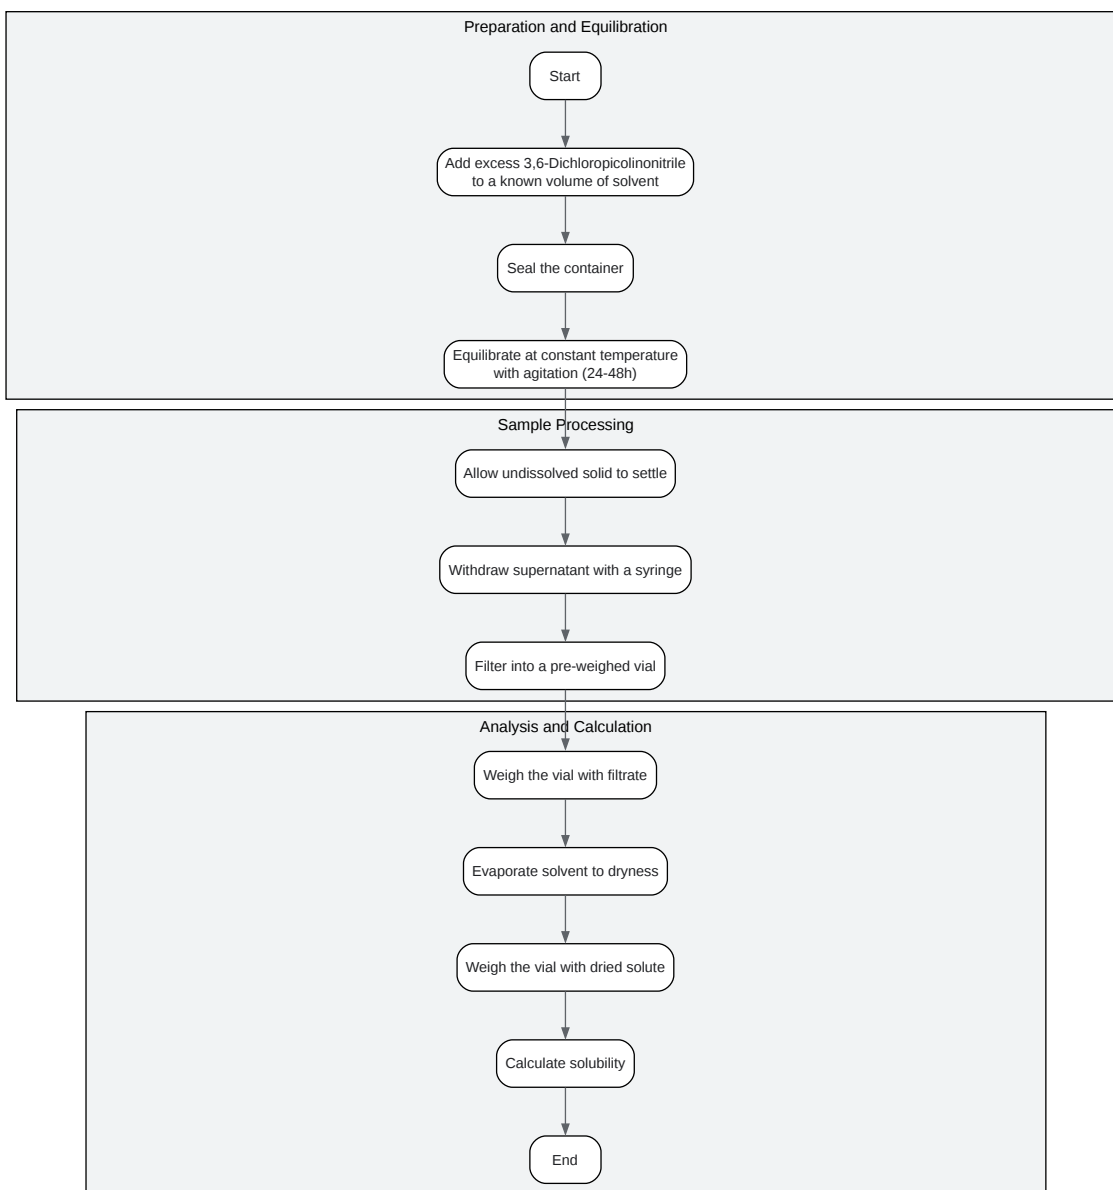 Preparation and Equilibration
Start
Add excess 3,6-Dichloropicolinonitrile
to a known volume of solvent
Seal the container
Equilibrate at constant temperature
with agitation (24-48h)
Sample Processing
Allow undissolved solid to settle
Withdraw supernatant with a syringe
Filter into a pre-weighed vial
Analysis and Calculation
Weigh the vial with filtrate
Evaporate solvent to dryness
Weigh the vial with dried solute
Calculate solubility
End